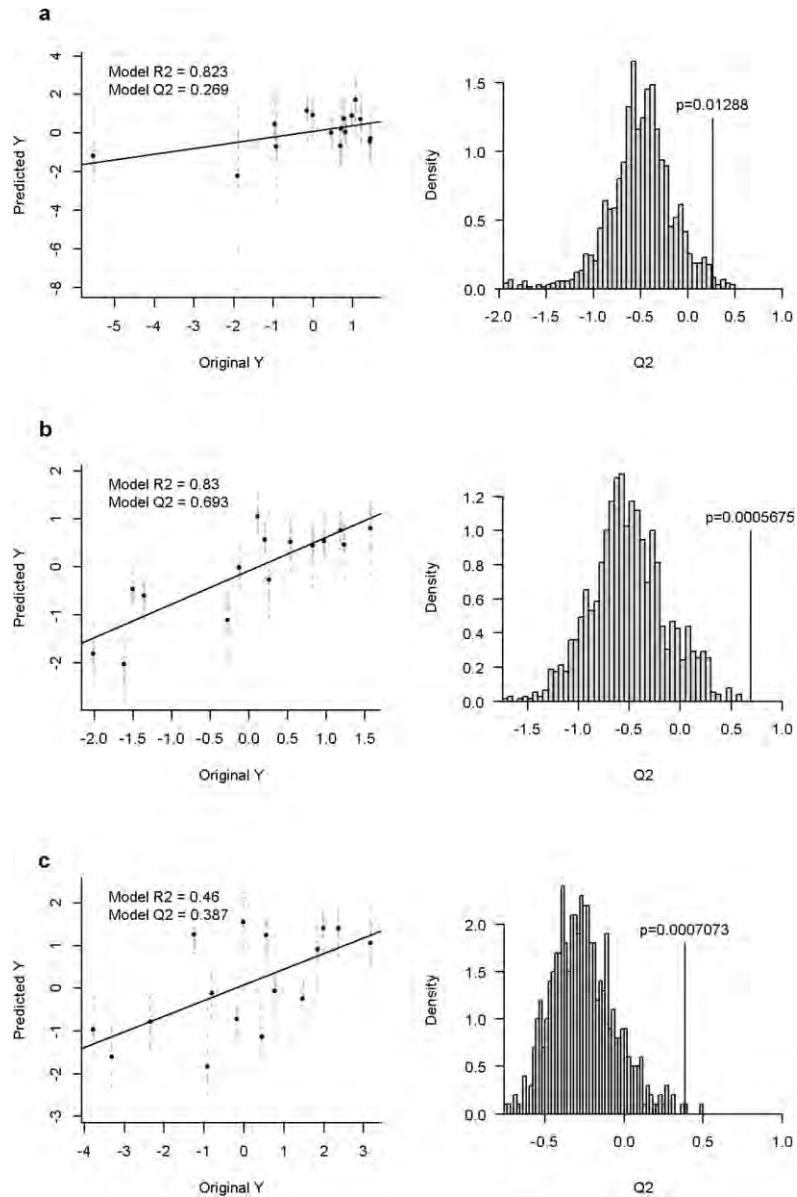 a
Model R2 = 0.823
Model Q2 = 0.269
Predicted Y
4
2
0
-2
-4
-6
-8
-5 -4 -3 -2 -1 0 1
Original Y
p=0.01288
Density
1.5
1.0
0.5
0.0
-2.0 -1.5 -1.0 -0.5 0.0 0.5 1.0
Q2
b
Model R2 = 0.83
Model Q2 = 0.693
Predicted Y
2
1
0
-1
-2
-2.0 -1.5 -1.0 -0.5 0.0 0.5 1.0 1.5
Original Y
p=0.0005675
Density
1.2
1.0
0.8
0.6
0.4
0.2
0.0
-1.5 -1.0 -0.5 0.0 0.5 1.0
Q2
c
Model R2 = 0.46
Model Q2 = 0.387
Predicted Y
2
1
0
-1
-2
-3
-4 -3 -2 -1 0 1 2 3
Original Y
p=0.0007073
Density
2.0
1.5
1.0
0.5
0.0
-0.5 0.0 0.5 1.0
Q2